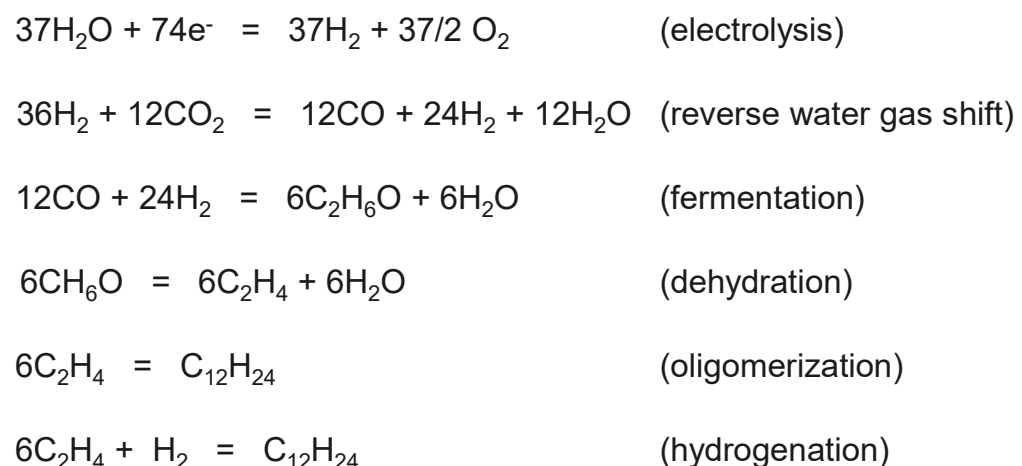 37H₂O + 74e⁻ = 37H₂ + 37/2 O₂ (electrolysis)
36H₂ + 12CO₂ = 12CO + 24H₂ + 12H₂O (reverse water gas shift)
12CO + 24H₂ = 6C₂H₆O + 6H₂O (fermentation)
6CH₆O = 6C₂H₄ + 6H₂O (dehydration)
6C₂H₄ = C₁₂H₂₄ (oligomerization)
6C₂H₄ + H₂ = C₁₂H₂₄ (hydrogenation)